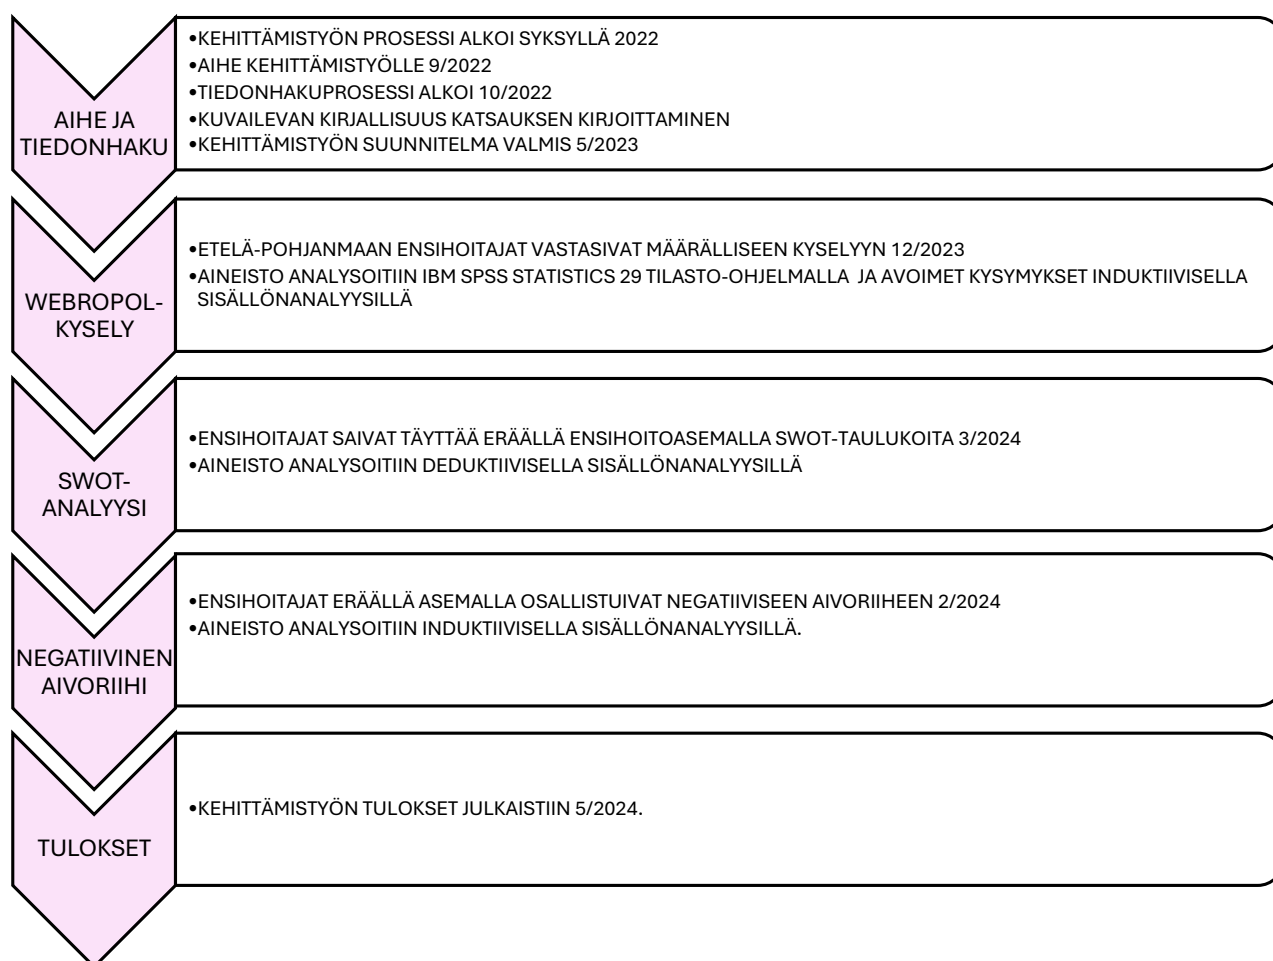 AIHE JA
TIEDONHAKU
•KEHITTÄMISTYÖN PROSESSI ALKOI SYKSYLLÄ 2022
•AIHE KEHITTÄMISTYÖLLE 9/2022
•TIEDONHAKUPROSESSI ALKOI 10/2022
•KUVAILEVAN KIRJALLISUUS KATSAUKSEN KIRJOITTAMINEN
•KEHITTÄMISTYÖN SUUNNITELMA VALMIS 5/2023
WEBROPOL-
KYSELY
•ETELÄ-POHJANMAAN ENSIHOITAJAT VASTASIVAT MÄÄRÄLLISEEN KYSELYYN 12/2023
•AINEISTO ANALYSOITIIN IBM SPSS STATISTICS 29 TILASTO-OHJELMALLA JA AVOIMET KYSYMYKSET INDUKTIIVISELLA
SISÄLLÖNANALYYSILLÄ
SWOT-
ANALYYSI
•ENSIHOITAJAT SAIVAT TÄYTTÄÄ ERÄÄLLÄ ENSIHOITOASEMALLA SWOT-TAULUKOITA 3/2024
•AINEISTO ANALYSOITIIN DEDUKTIIVISELLA SISÄLLÖNANALYYSILLÄ
NEGATIIVINEN
AIVORIIHI
•ENSIHOITAJAT ERÄÄLLÄ ASEMALLA OSALLISTUIVAT NEGATIIVISEEN AIVORIIHEEN 2/2024
•AINEISTO ANALYSOITIIN INDUKTIIVISELLA SISÄLLÖNANALYYSILLÄ.
TULOKSET
•KEHITTÄMISTYÖN TULOKSET JULKAISTIIN 5/2024.